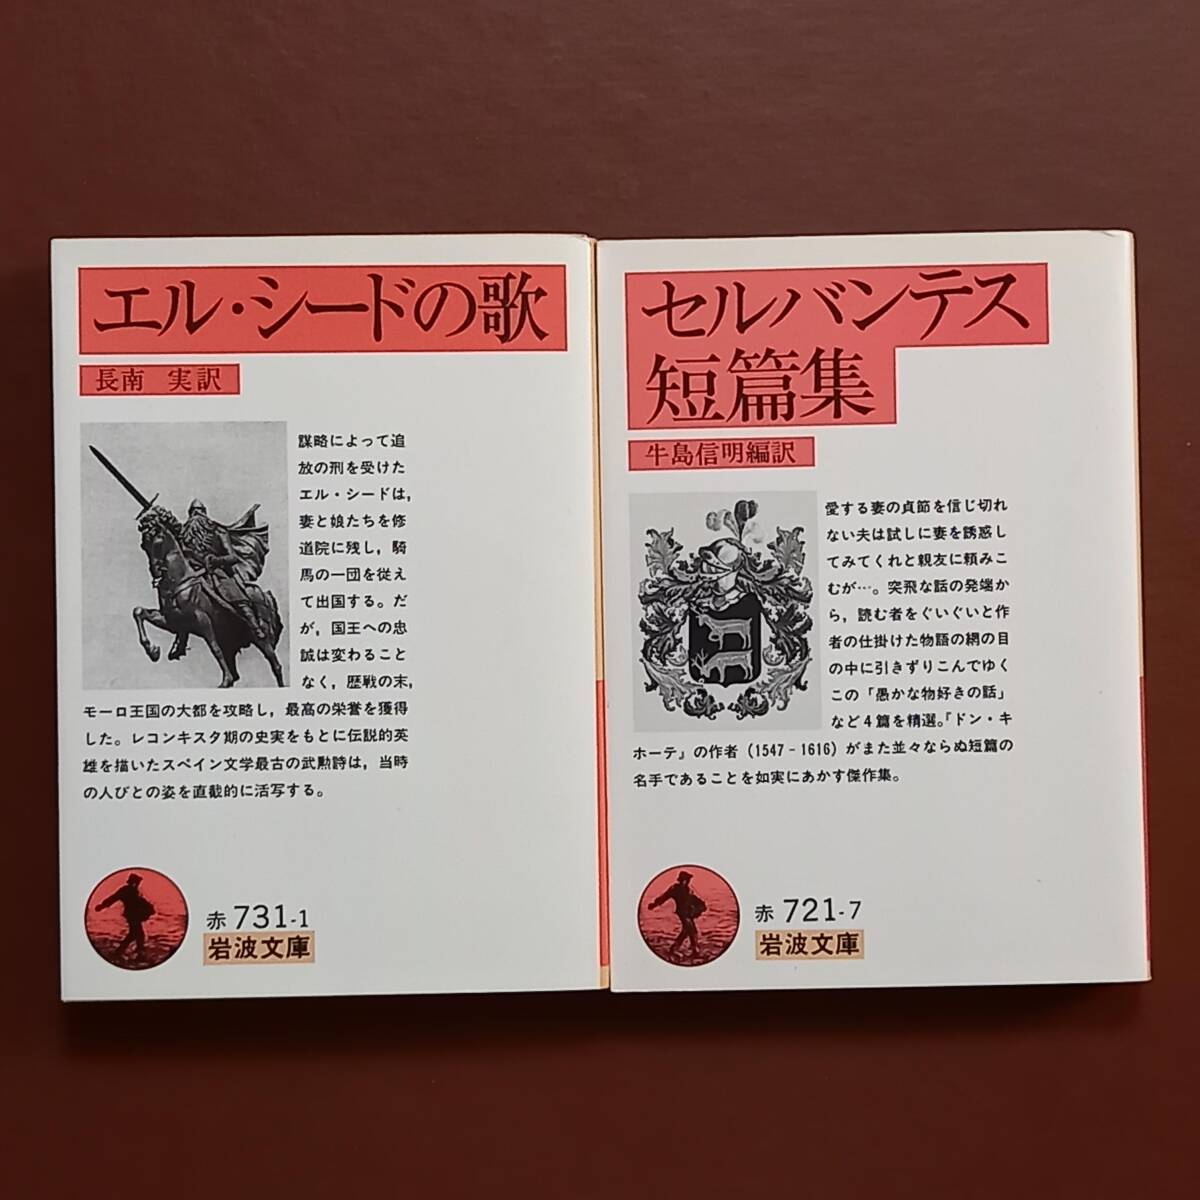 エル・シードの歌
長南 実訳
謀略によって追
放の刑を受けた
エル・シードは,
妻と娘たちを修
道院に残し, 騎
馬の一団を従え
て出国する。だ
が, 国王への忠
誠は変わること
なく, 歴戦の末,
モーロ王国の大都を攻略し, 最高の栄誉を獲得
した。レコンキスタ期の史実をもとに伝説的英
雄を描いたスペイン文学最古の武勲詩は, 当時
の人びとの姿を直截的に活写する。
赤 731-1
岩波文庫
セルバンテス
短篇集
牛島信明編訳
愛する妻の貞節を信じ切れ
ない夫は試しに妻を誘惑し
てみてくれと親友に頼みこ
むが…。突飛な話の発端か
ら, 読む者をぐいぐいと作
者の仕掛けた物語の網の目
の中に引きずりこんでゆく
この「愚かな物好きの話」
など4篇を精選。『ドン・キ
ホーテ』の作者 (1547-1616) がまた並々ならぬ短篇の
名手であることを如実にあかす傑作集。
赤 721-7
岩波文庫